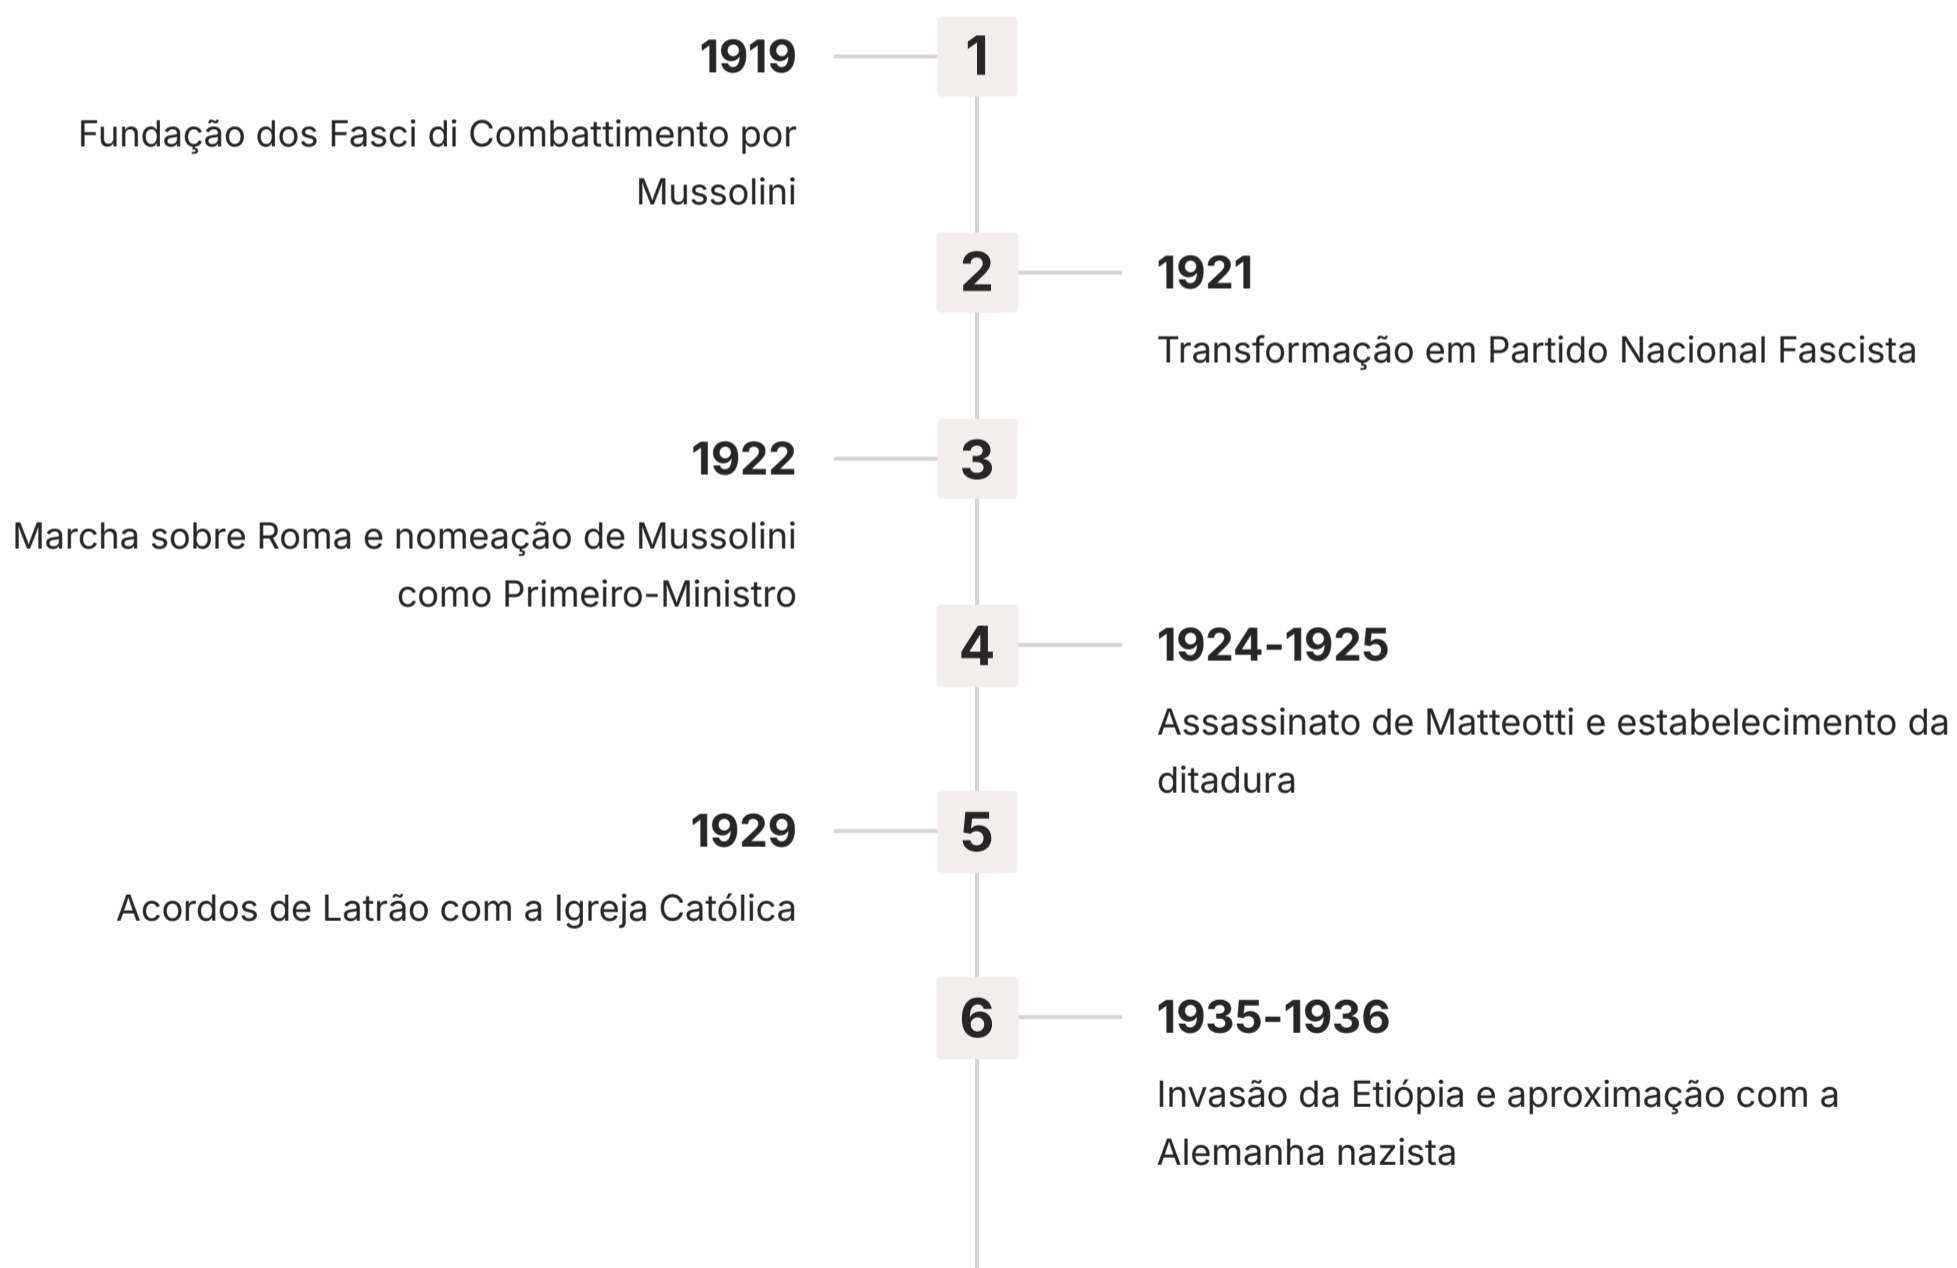 1
1919
Fundação dos Fasci di Combattimento por
Mussolini
2
1921
Transformação em Partido Nacional Fascista
3
1922
Marcha sobre Roma e nomeação de Mussolini
como Primeiro-Ministro
4
1924-1925
Assassinato de Matteotti e estabelecimento da
ditadura
5
1929
Acordos de Latrão com a Igreja Católica
6
1935-1936
Invasão da Etiópia e aproximação com a
Alemanha nazista